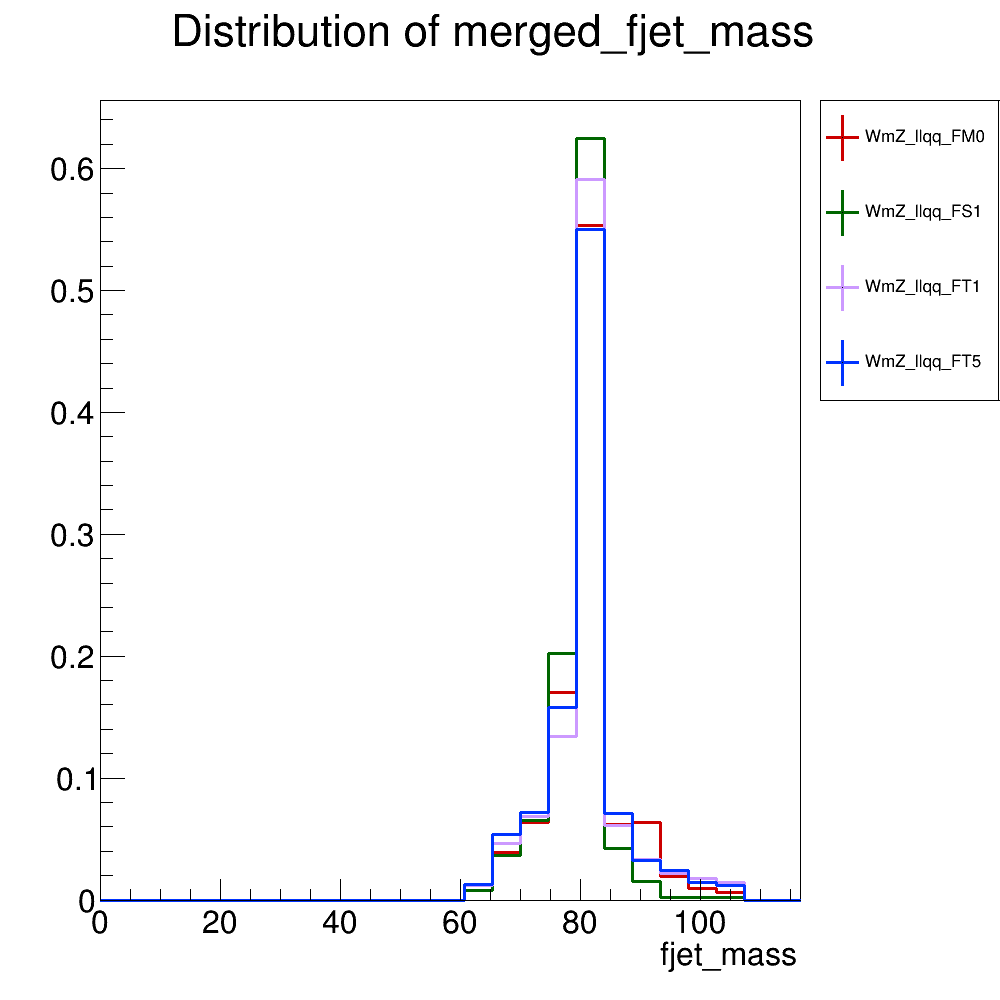 Distribution of merged_fjet_mass
WmZ_llqq_FM0
WmZ_llqq_FS1
WmZ_llqq_FT1
WmZ_llqq_FT5
0.6
0.5
0.4
0.3
0.2
0.1
0
0 20 40 60 80 100
fjet_mass